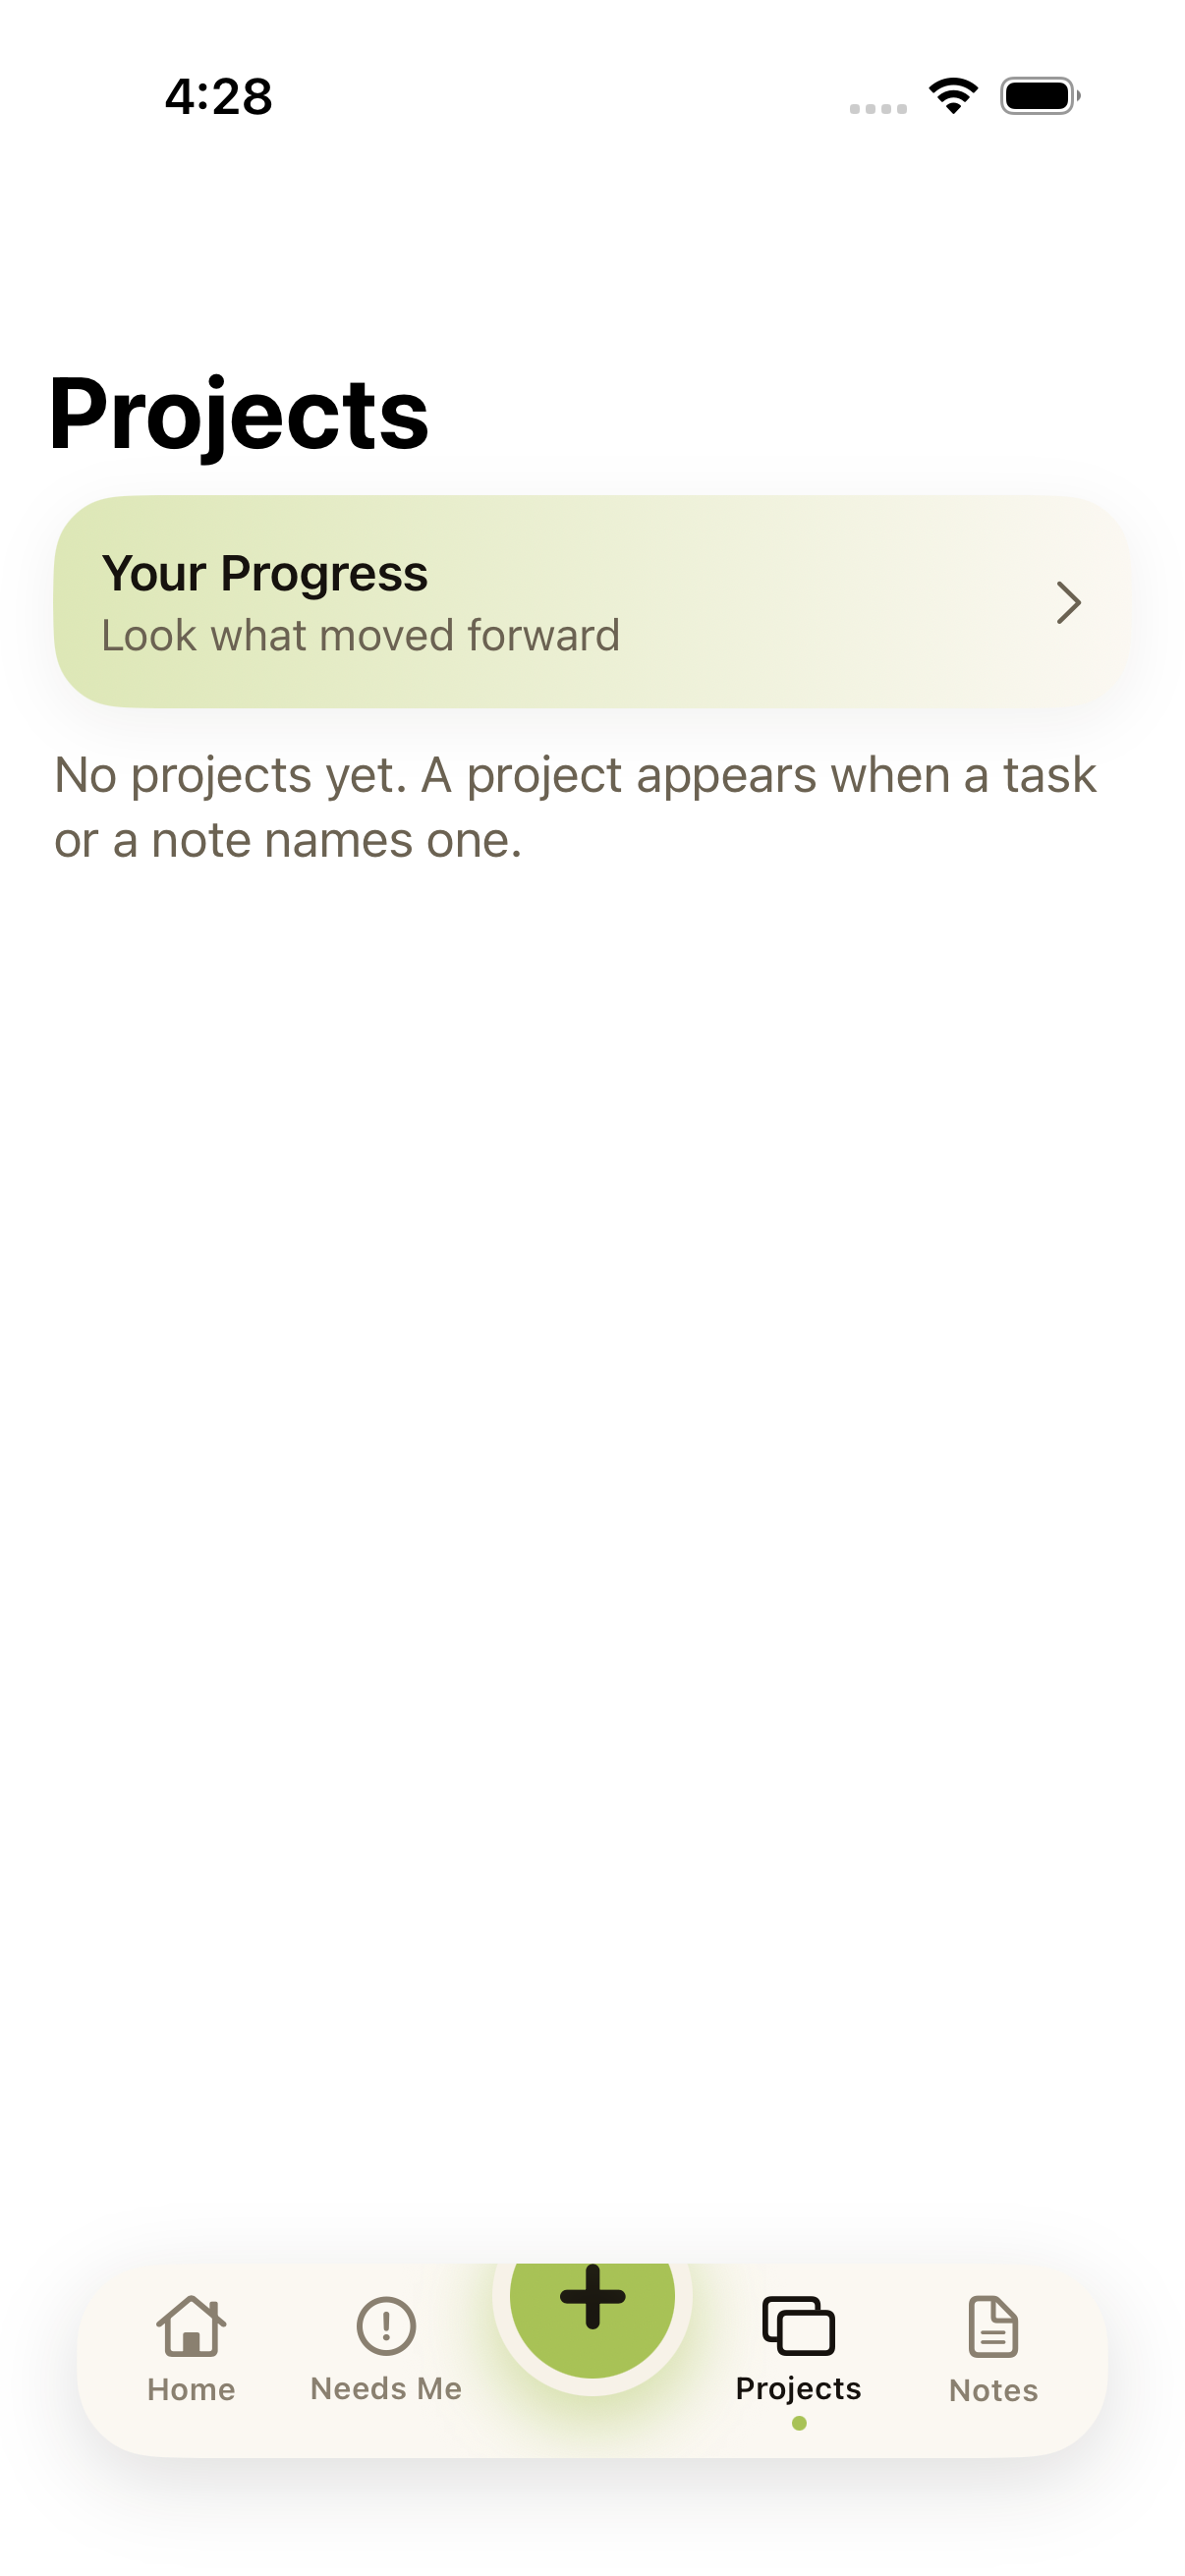 4:28
Projects
Your Progress
Look what moved forward
No projects yet. A project appears when a task
or a note names one.
Home
Needs Me
Projects
Notes